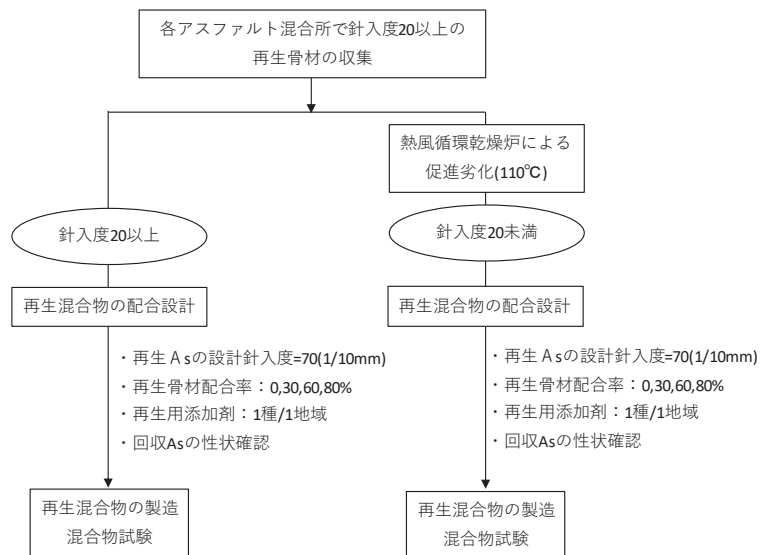 各アスファルト混合所で針入度20以上の
再生骨材の収集
熱風循環乾燥炉による
促進劣化(110℃)
針入度20以上
針入度20未満
再生混合物の配合設計
再生混合物の配合設計
・再生Ａsの設計針入度=70(1/10mm)
・再生骨材配合率：0,30,60,80%
・再生用添加剤：1種/1地域
・回収Asの性状確認
・再生Ａsの設計針入度=70(1/10mm)
・再生骨材配合率：0,30,60,80%
・再生用添加剤：1種/1地域
・回収Asの性状確認
再生混合物の製造
混合物試験
再生混合物の製造
混合物試験